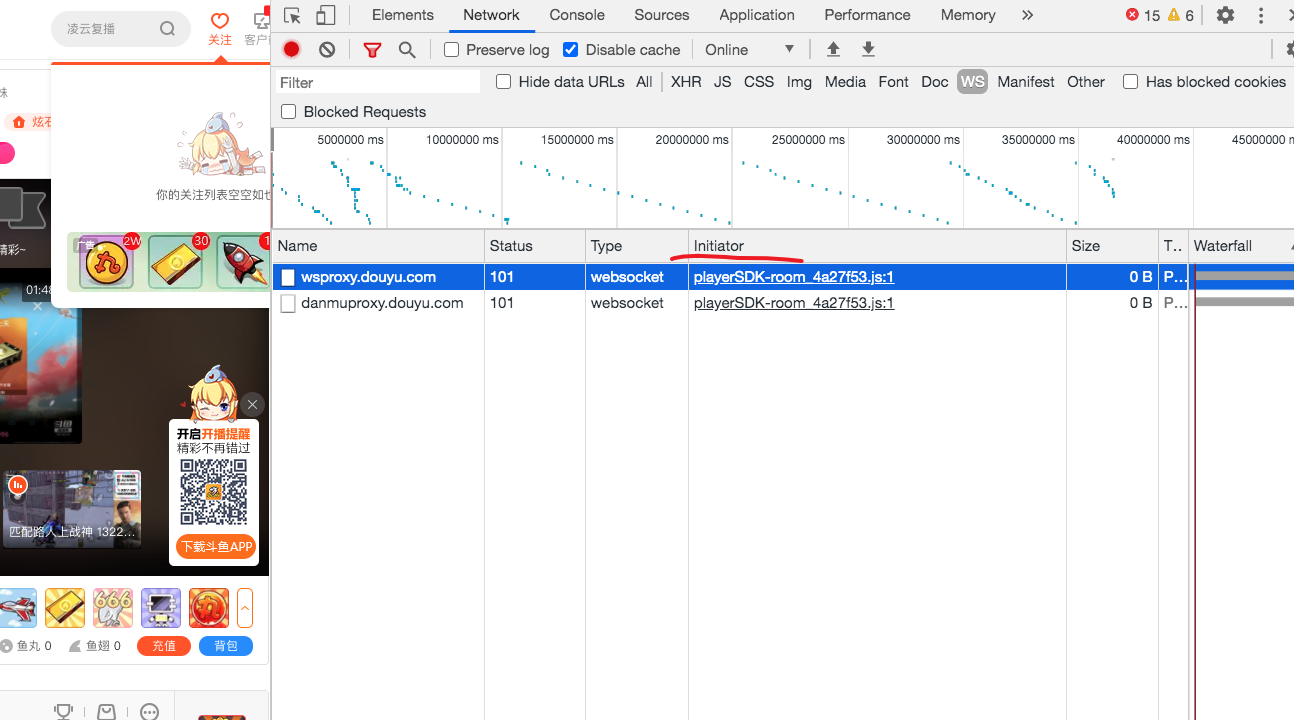 凌云复播
关注
客户
Elements Network Console Sources Application Performance Memory 15 6
Preserve log Disable cache Online
Filter Hide data URLs All XHR JS CSS Img Media Font Doc WS Manifest Other Has blocked cookies
Blocked Requests
5000000 ms 10000000 ms 15000000 ms 20000000 ms 25000000 ms 30000000 ms 35000000 ms 40000000 ms 45000000 m
妹
炫石
你的关注列表空空如也
广告 2W 30 1
精彩~
01:48
Name Status Type Initiator Size T.. Waterfall
wsproxy.douyu.com 101 websocket playerSDK-room_4a27f53.js:1 0 B P...
danmuproxy.douyu.com 101 websocket playerSDK-room_4a27f53.js:1 0 B P...
开启开播提醒
精彩不再错过
下载斗鱼APP
匹配路人上战神 1322...
666
丸
鱼丸 0 鱼翅 0 充值 背包